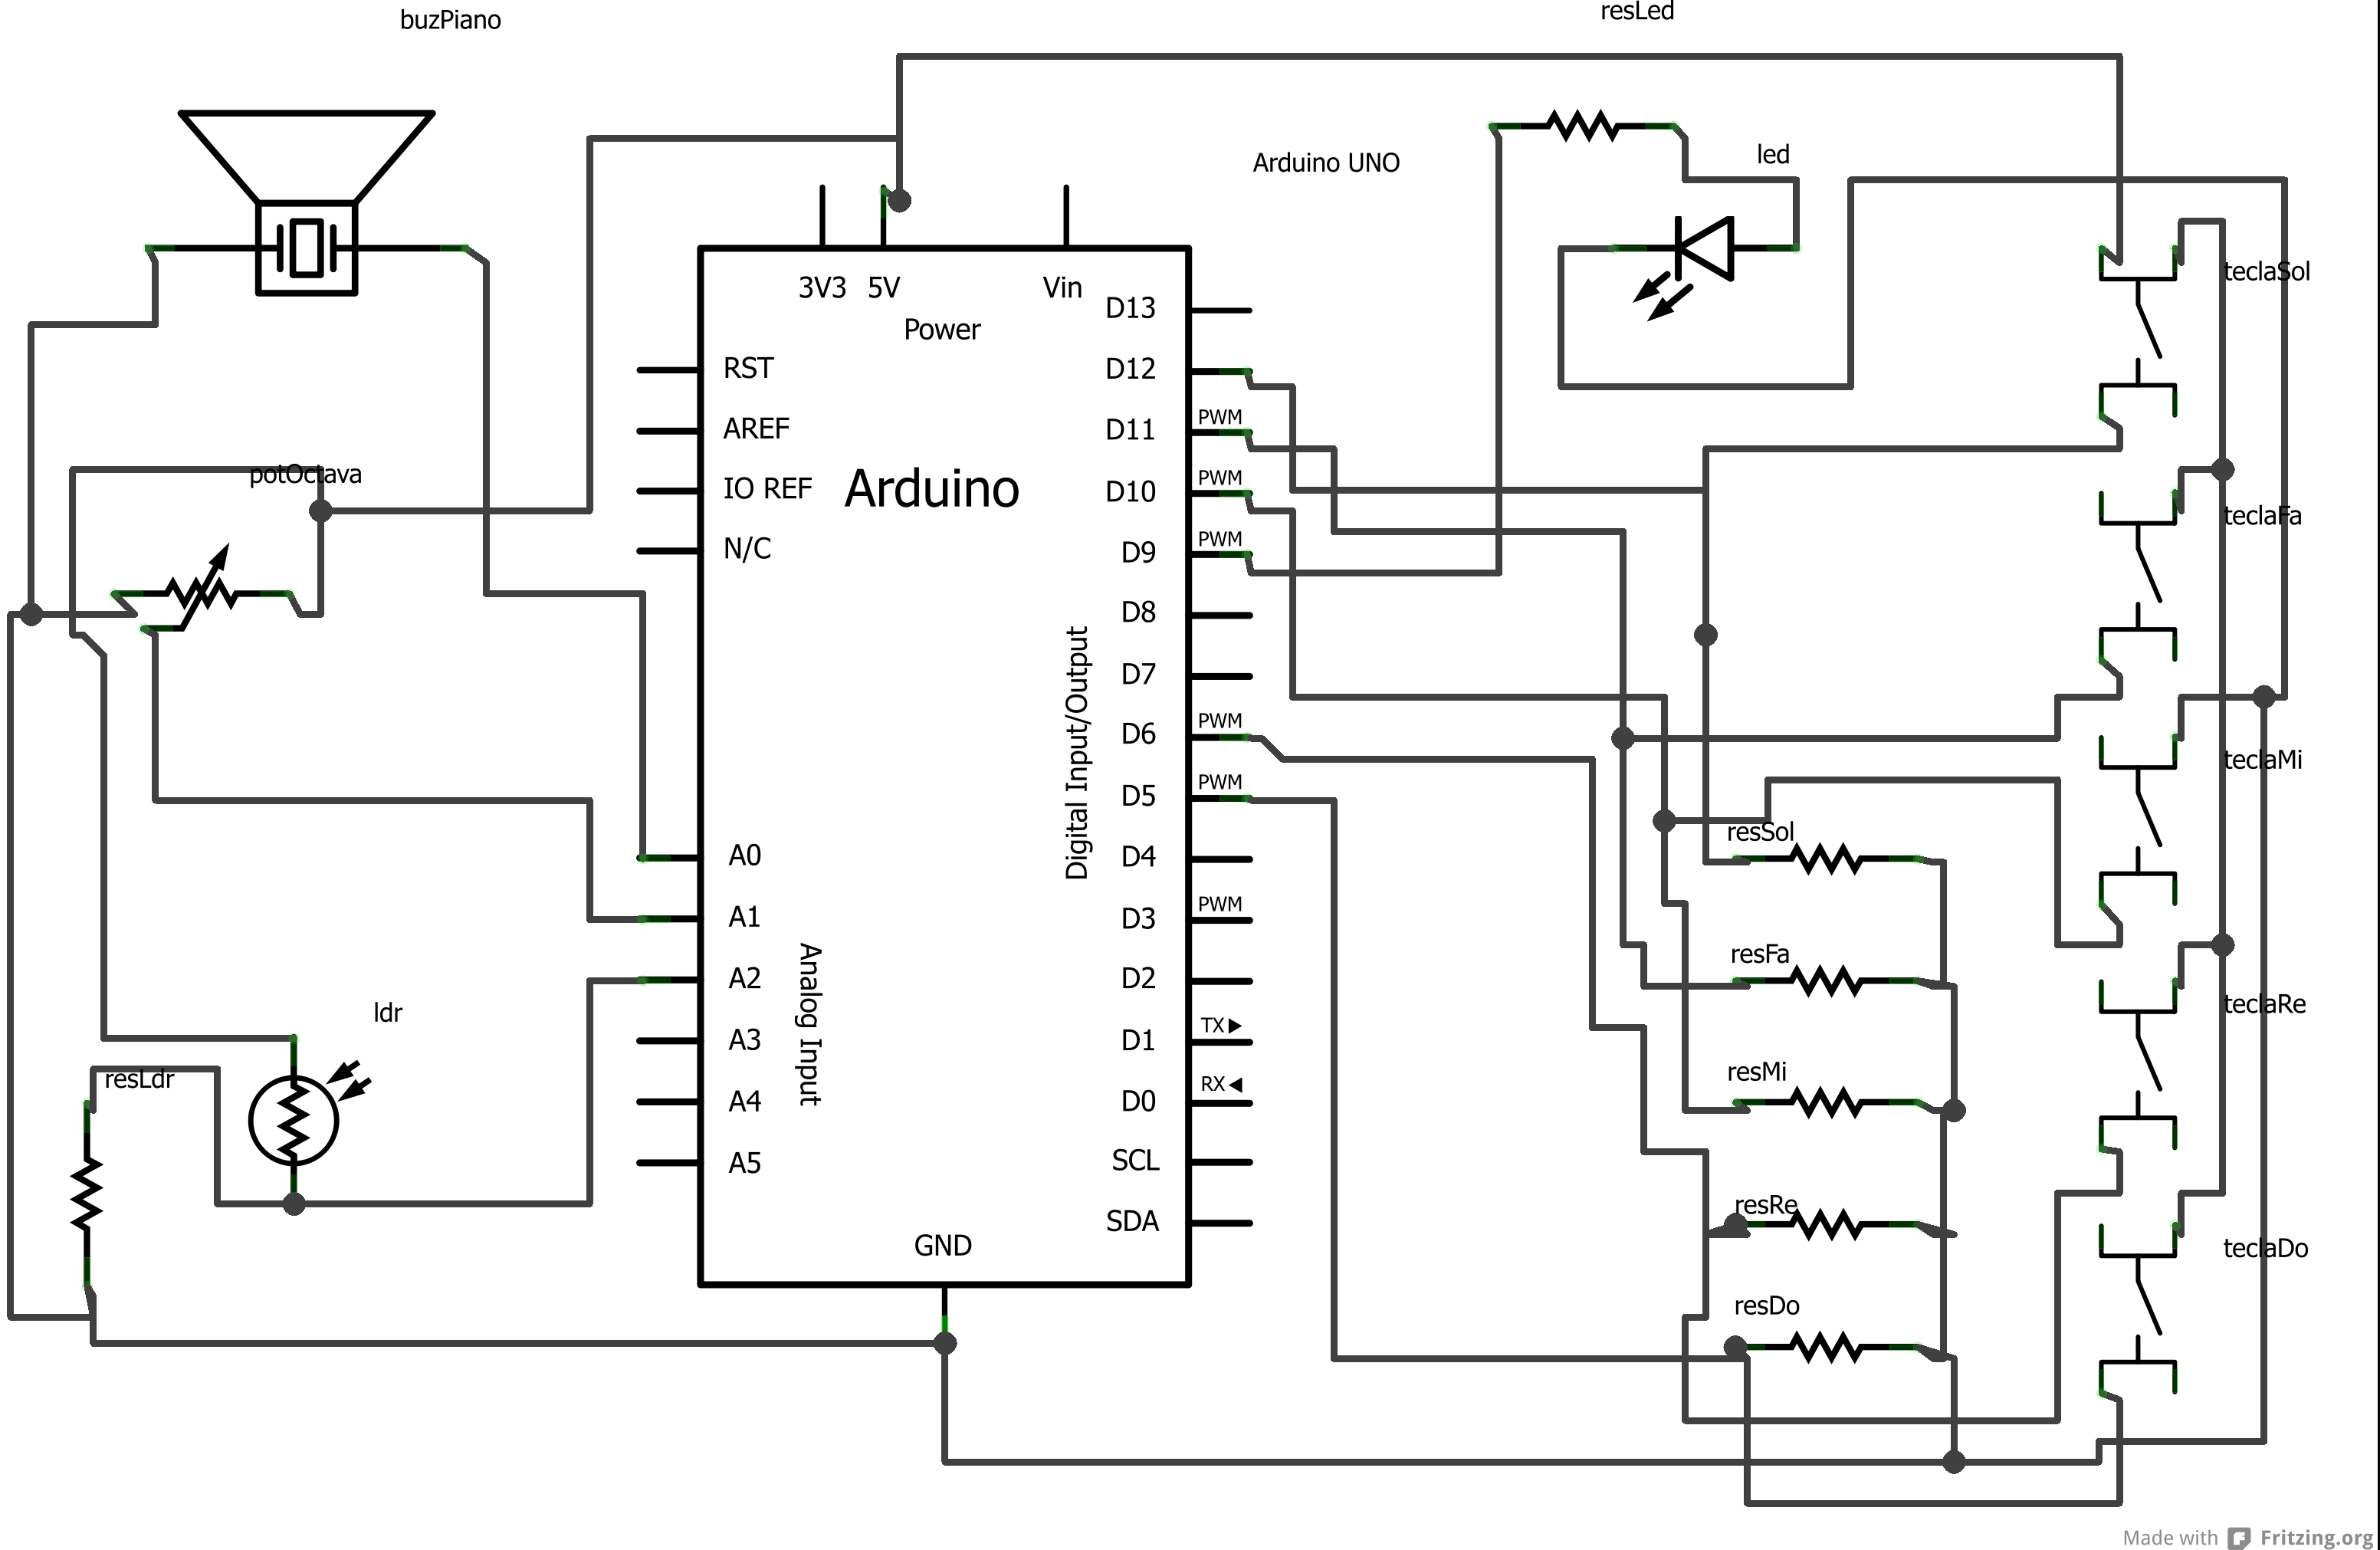 buzPiano
resLed
Arduino UNO
led
3V3 5V Vin
Power
teclaSol
D13
RST
D12
AREF
D11 PWM
potOctava
IO REF
Arduino
D10 PWM
teclaFa
N/C
D9 PWM
D8
D7
Digital Input/Output
D6 PWM
teclaMi
D5 PWM
resSol
A0
D4
A1
D3 PWM
resFa
A2
D2
Analog Input
teclaRe
ldr
A3
D1 TX
resLdr
resMi
A4
D0 RX
A5
SCL
resRe
SDA
GND
teclaDo
resDo
Made with Fritzing.org